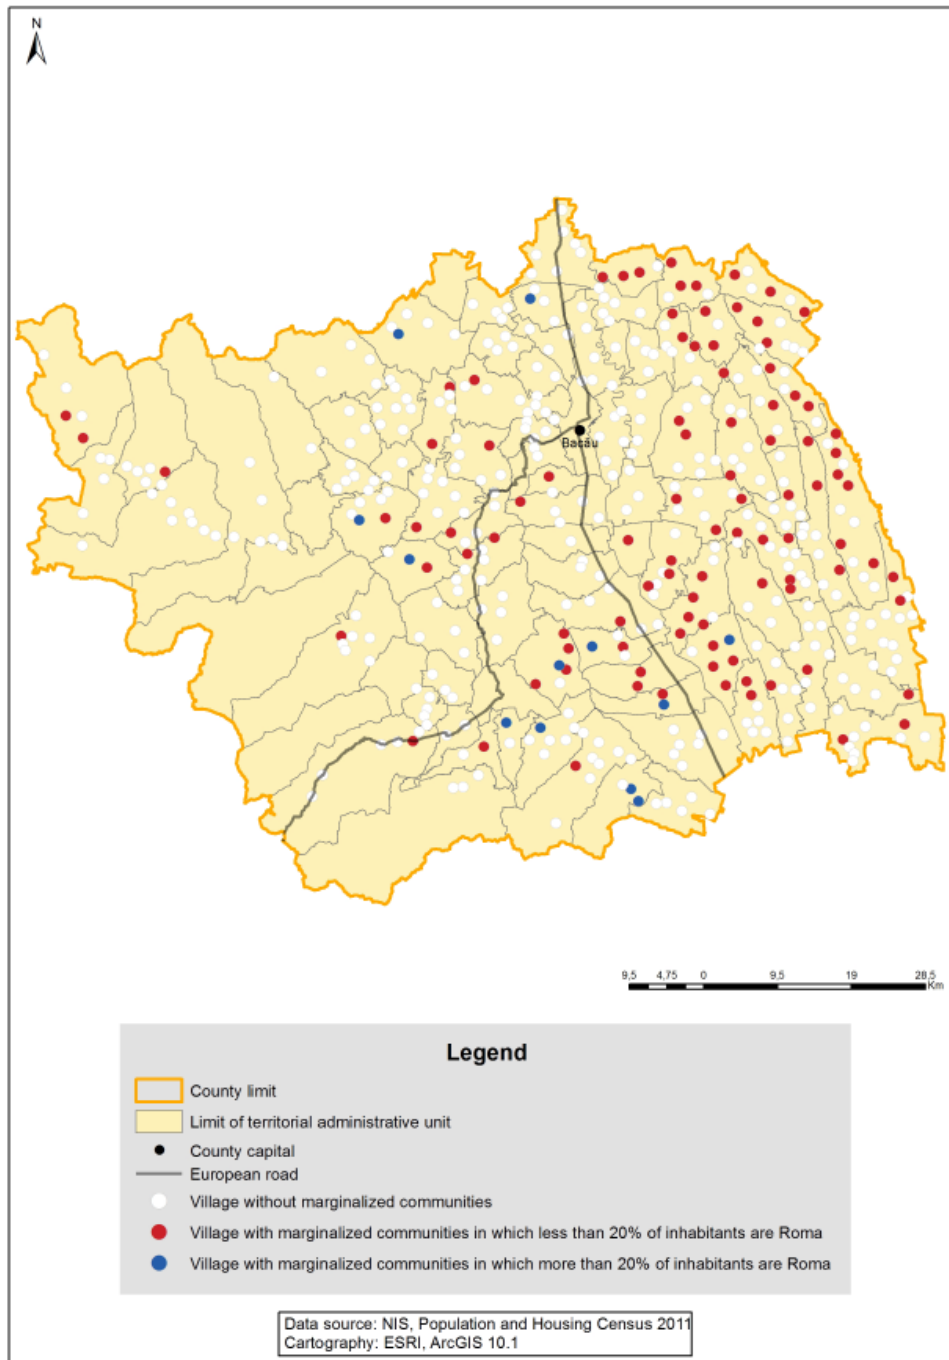 N
Bacău
9,5 4,75 0 9,5 19 28,5
Km
Legend
County limit
Limit of territorial administrative unit
County capital
European road
Village without marginalized communities
Village with marginalized communities in which less than 20% of inhabitants are Roma
Village with marginalized communities in which more than 20% of inhabitants are Roma
Data source: NIS, Population and Housing Census 2011
Cartography: ESRI, ArcGIS 10.1